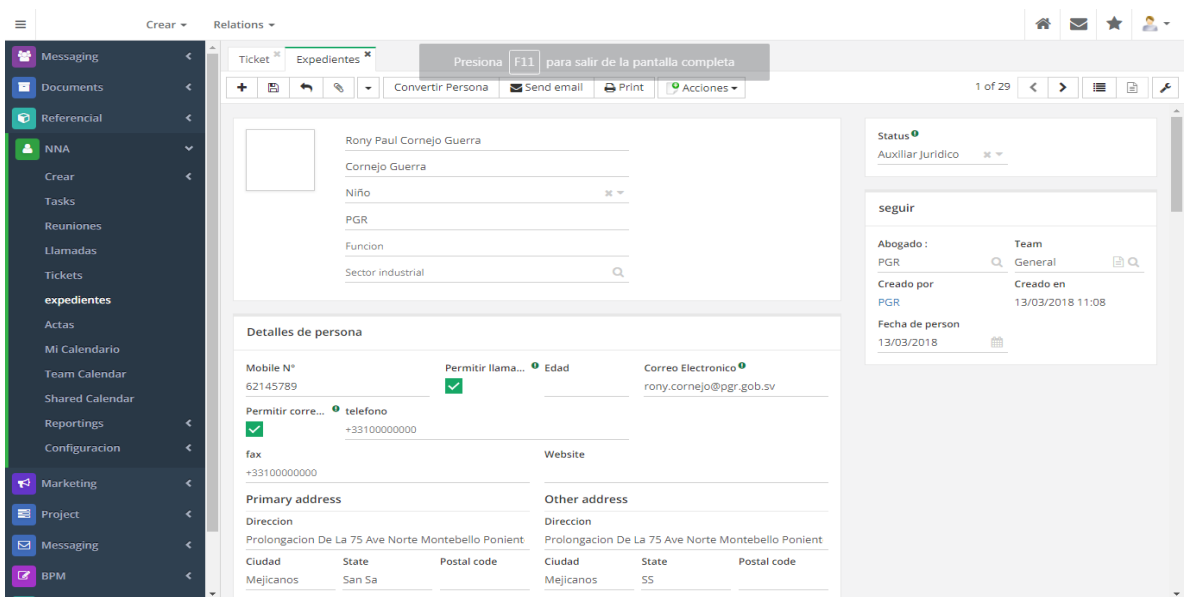 Crear Relations
Messaging
Documents
Referencial
NNA
Crear
Tasks
Reuniones
Llamadas
Tickets
expedientes
Actas
Mi Calendario
Team Calendar
Shared Calendar
Reportings
Configuracion
Marketing
Project
Messaging
BPM
Ticket Expedientes
Presiona F11 para salir de la pantalla completa
Convertir Persona Send email Print Acciones 1 of 29
Rony Paul Cornejo Guerra
Cornejo Guerra
Niño
PGR
Funcion
Sector industrial
Status
Auxiliar Juridico
seguir
Abogado : Team
PGR General
Creado por Creado en
PGR 13/03/2018 11:08
Fecha de person
13/03/2018
Detalles de persona
Mobile N° Permitir llama... Edad Correo Electronico
62145789 rony.cornejo@pgr.gob.sv
Permitir corre... telefono
+33100000000
fax Website
+33100000000
Primary address Other address
Direccion Direccion
Prolongacion De La 75 Ave Norte Montebello Ponient Prolongacion De La 75 Ave Norte Montebello Ponient
Ciudad State Postal code Ciudad State Postal code
Mejicanos San Sa Mejicanos SS